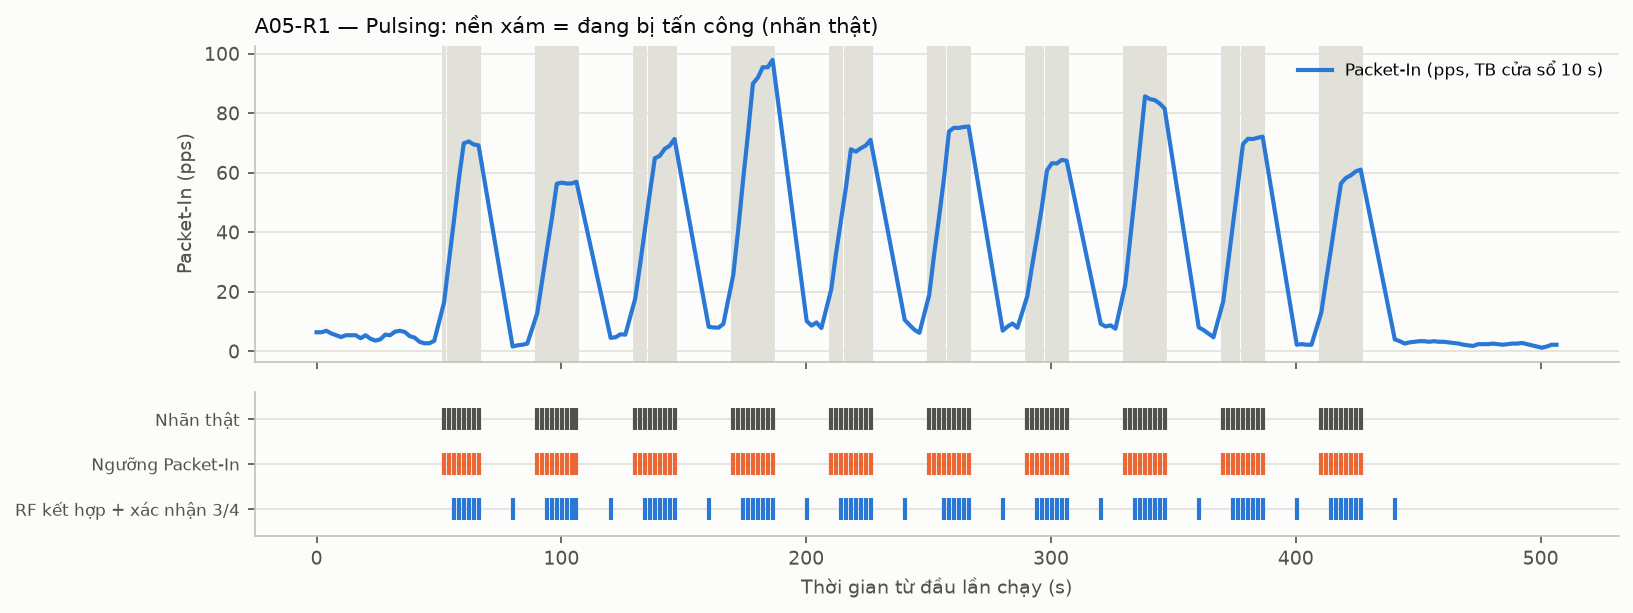 A05-R1 — Pulsing: nền xám = đang bị tấn công (nhãn thật)
Packet-In (pps, TB cửa sổ 10 s)
Packet-In (pps)
100
80
60
40
20
0
Nhãn thật
Ngưỡng Packet-In
RF kết hợp + xác nhận 3/4
0 100 200 300 400 500
Thời gian từ đầu lần chạy (s)